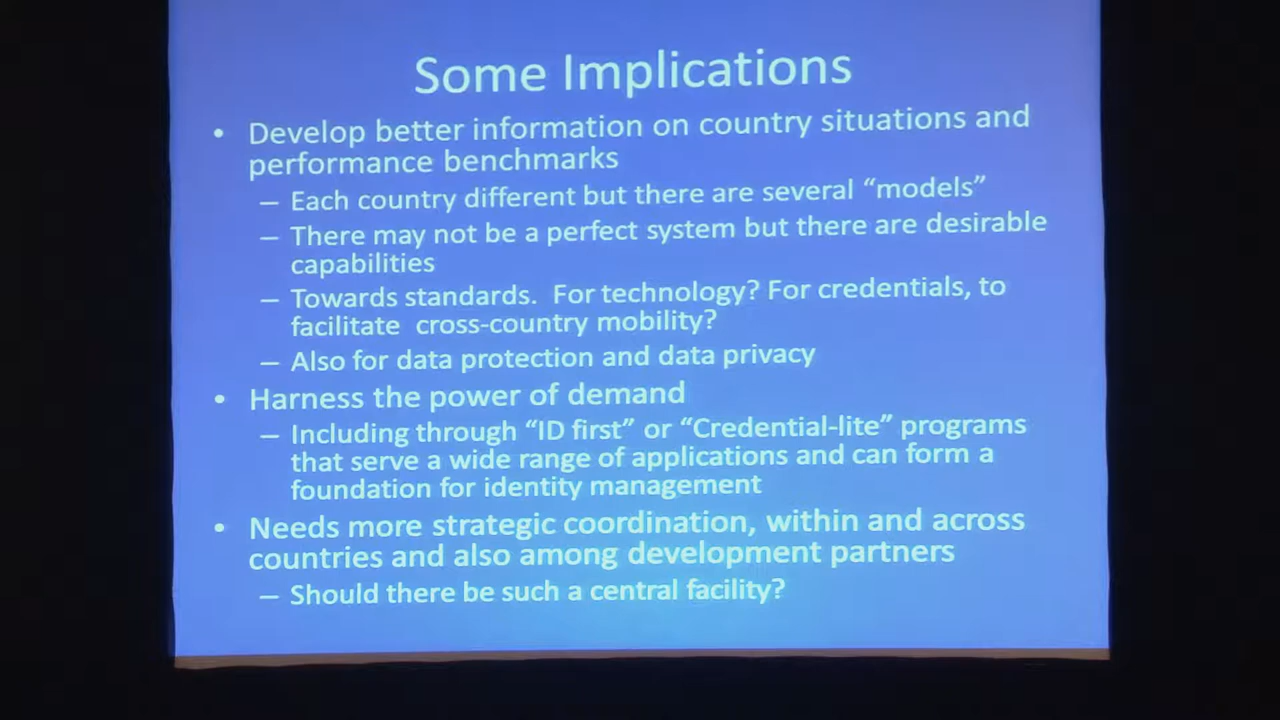 Some Implications
• Develop better information on country situations and
performance benchmarks
– Each country different but there are several “models”
– There may not be a perfect system but there are desirable
capabilities
– Towards standards.  For technology? For credentials, to
facilitate  cross-country mobility?
– Also for data protection and data privacy
• Harness the power of demand
– Including through “ID first” or “Credential-lite” programs
that serve a wide range of applications and can form a
foundation for identity management
• Needs more strategic coordination, within and across
countries and also among development partners
– Should there be such a central facility?